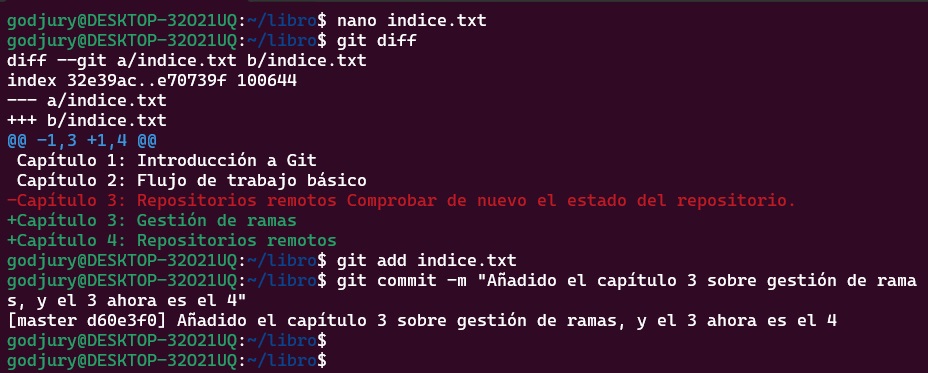 godjury@DESKTOP-32O21UQ:~/libro$ nano indice.txt
godjury@DESKTOP-32O21UQ:~/libro$ git diff
diff --git a/indice.txt b/indice.txt
index 32e39ac..e70739f 100644
--- a/indice.txt
+++ b/indice.txt
@@ -1,3 +1,4 @@
 Capítulo 1: Introducción a Git
 Capítulo 2: Flujo de trabajo básico
-Capítulo 3: Repositorios remotos Comprobar de nuevo el estado del repositorio.
+Capítulo 3: Gestión de ramas
+Capítulo 4: Repositorios remotos
godjury@DESKTOP-32O21UQ:~/libro$ git add indice.txt
godjury@DESKTOP-32O21UQ:~/libro$ git commit -m "Añadido el capítulo 3 sobre gestión de rama
s, y el 3 ahora es el 4"
[master d60e3f0] Añadido el capítulo 3 sobre gestión de ramas, y el 3 ahora es el 4
godjury@DESKTOP-32O21UQ:~/libro$
godjury@DESKTOP-32O21UQ:~/libro$